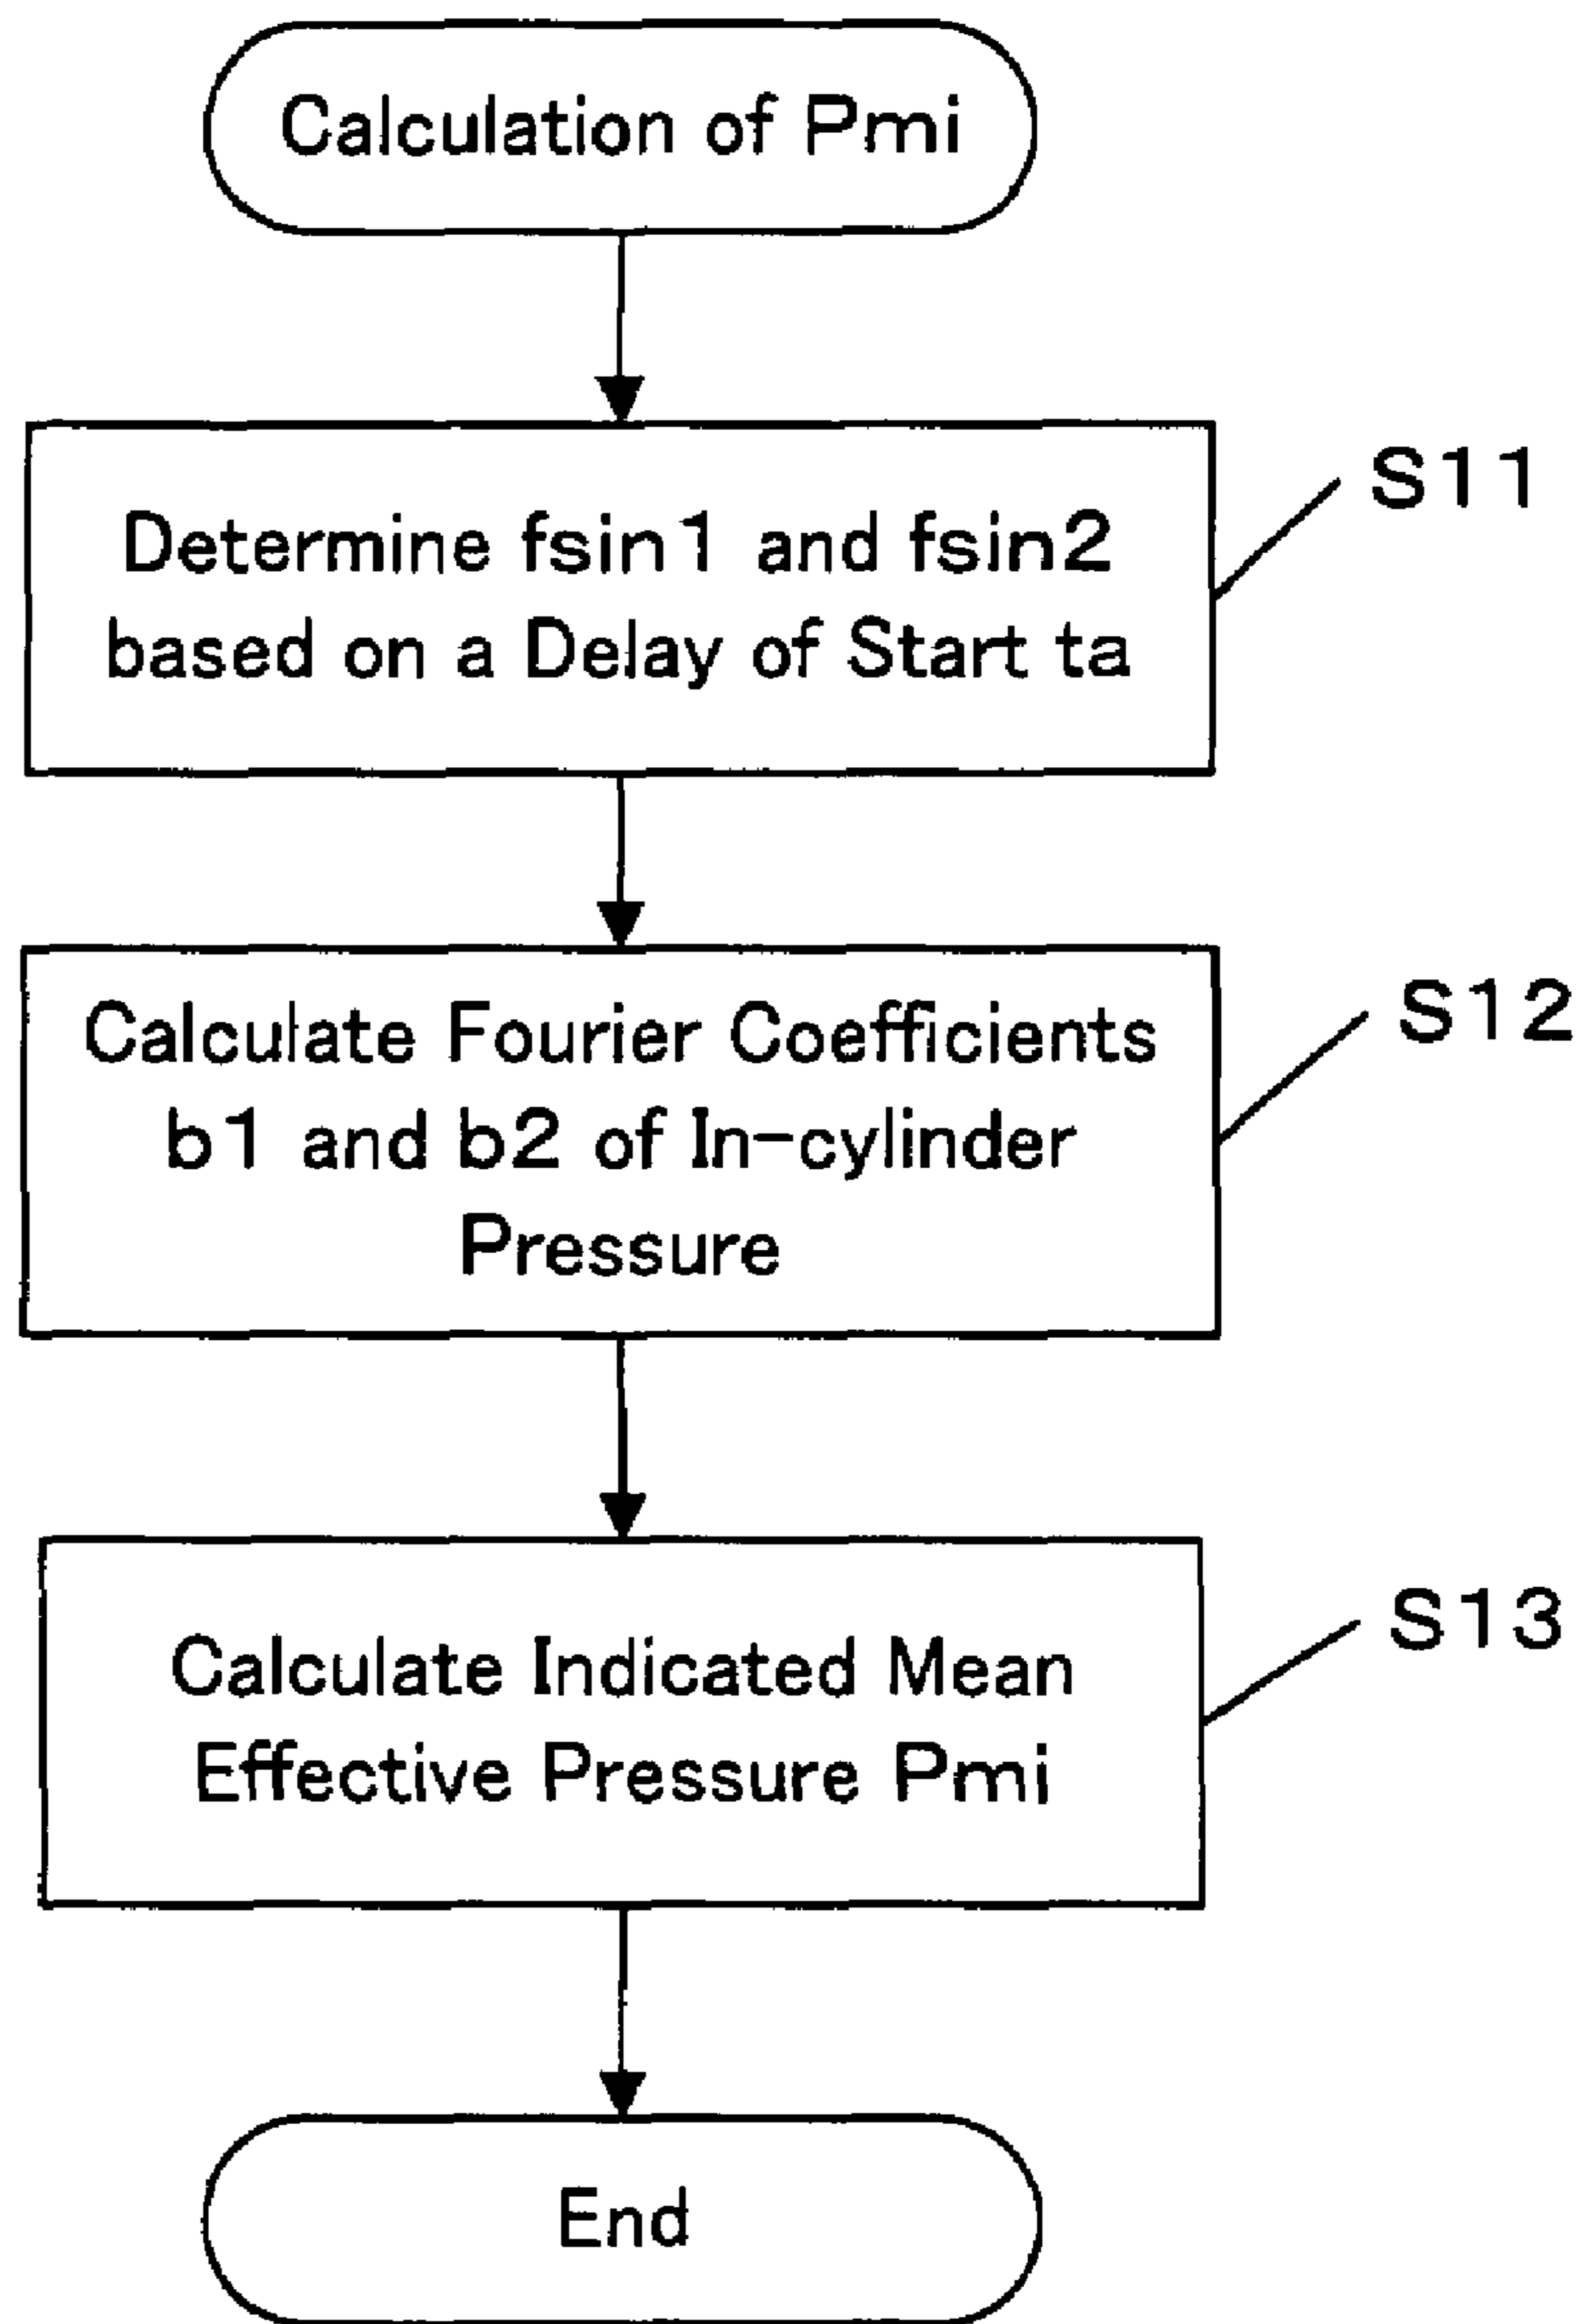 Calculation of Pmi
S11
Determine fsin1 and fsin2
based on a Delay of Start ta
S12
Calculate Fourier Coefficients
b1 and b2 of In-cylinder
Pressure
S13
Calculate Indicated Mean
Effective Pressure Pmi
End